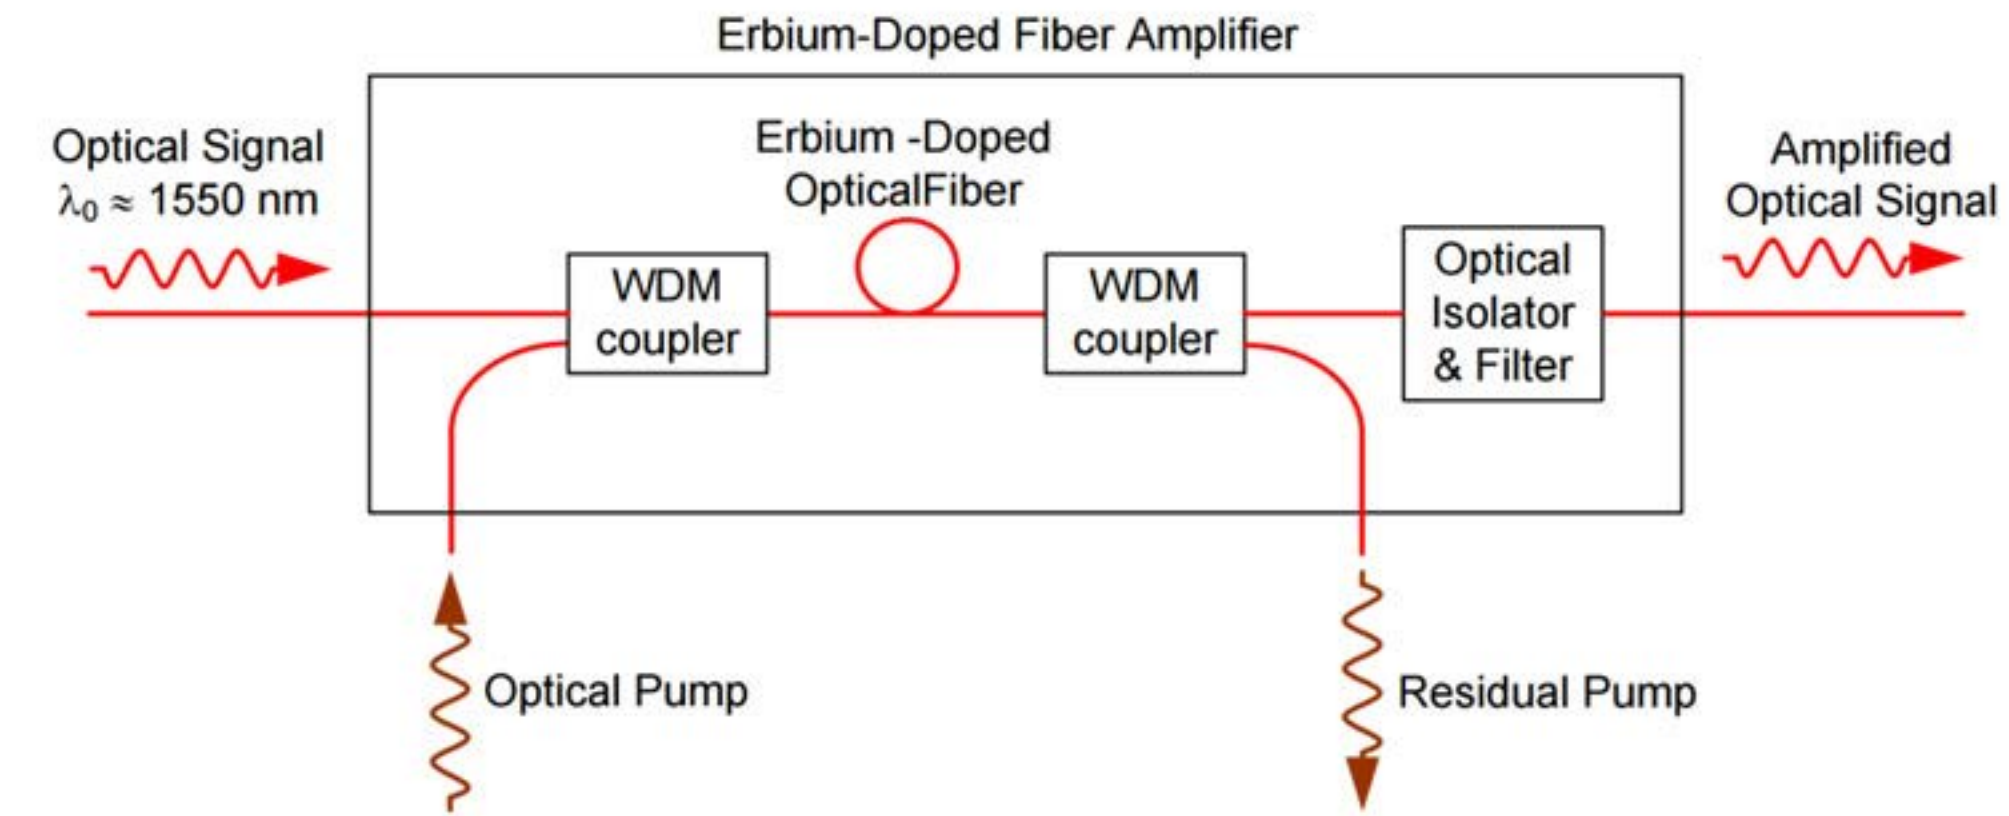 Erbium-Doped Fiber Amplifier
Optical Signal
λ₀ ≈ 1550 nm
Erbium -Doped
OpticalFiber
Amplified
Optical Signal
WDM
coupler
WDM
coupler
Optical
Isolator
& Filter
Optical Pump
Residual Pump